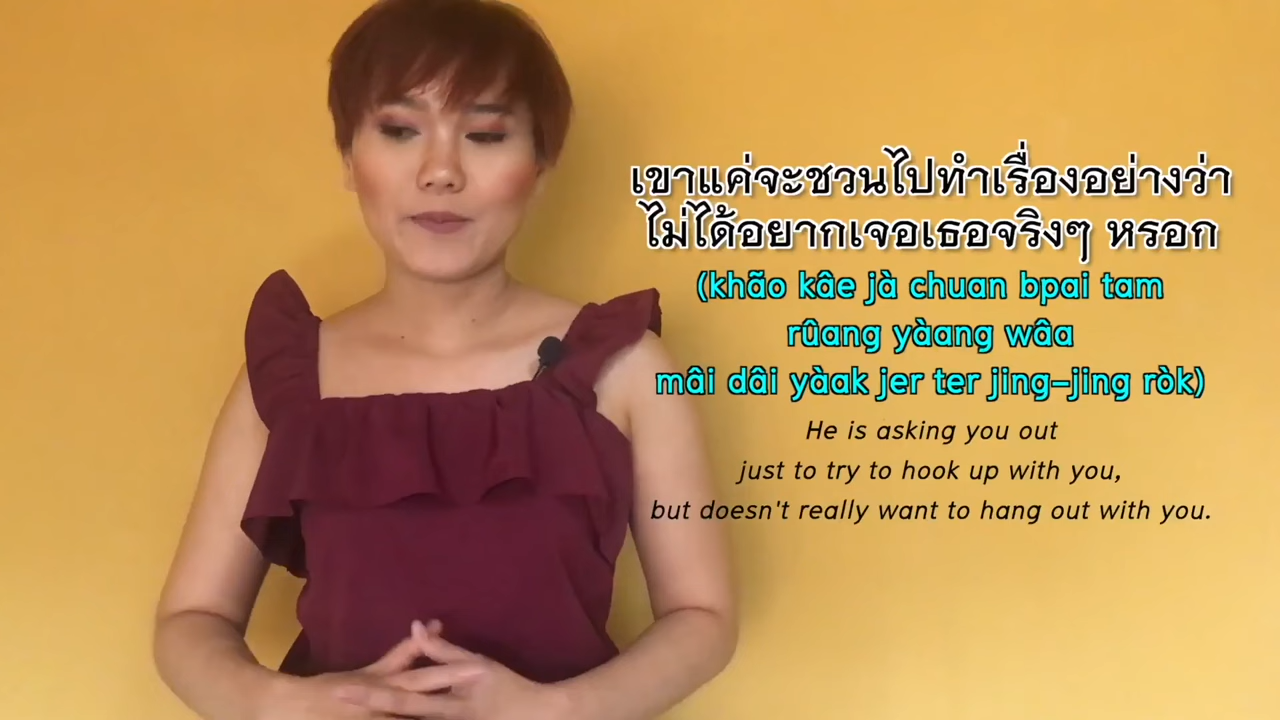 เขาแค่จะชวนไปทำเรื่องอย่างว่า
ไม่ได้อยากเจอเธอจริงๆ หรอก
(khão kâe jà chuan bpai tam
rûang yàang wâa
mâi dâi yàak jer ter jing-jing ròk)
He is asking you out
just to try to hook up with you,
but doesn't really want to hang out with you.